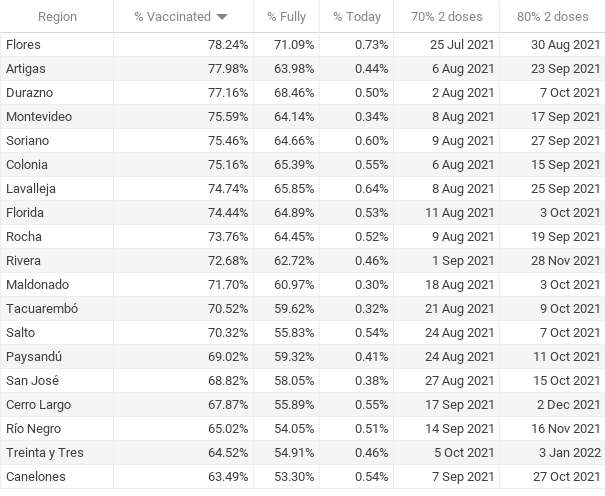 Region % Vaccinated % Fully % Today 70% 2 doses 80% 2 doses
Flores 78.24% 71.09% 0.73% 25 Jul 2021 30 Aug 2021
Artigas 77.98% 63.98% 0.44% 6 Aug 2021 23 Sep 2021
Durazno 77.16% 68.46% 0.50% 2 Aug 2021 7 Oct 2021
Montevideo 75.59% 64.14% 0.34% 8 Aug 2021 17 Sep 2021
Soriano 75.46% 64.66% 0.60% 9 Aug 2021 27 Sep 2021
Colonia 75.16% 65.39% 0.55% 6 Aug 2021 15 Sep 2021
Lavalleja 74.74% 65.85% 0.64% 8 Aug 2021 25 Sep 2021
Florida 74.44% 64.89% 0.53% 11 Aug 2021 3 Oct 2021
Rocha 73.76% 64.45% 0.52% 9 Aug 2021 19 Sep 2021
Rivera 72.68% 62.72% 0.46% 1 Sep 2021 28 Nov 2021
Maldonado 71.70% 60.97% 0.30% 18 Aug 2021 3 Oct 2021
Tacuarembó 70.52% 59.62% 0.32% 21 Aug 2021 9 Oct 2021
Salto 70.32% 55.83% 0.54% 24 Aug 2021 7 Oct 2021
Paysandú 69.02% 59.32% 0.41% 24 Aug 2021 11 Oct 2021
San José 68.82% 58.05% 0.38% 27 Aug 2021 15 Oct 2021
Cerro Largo 67.87% 55.89% 0.55% 17 Sep 2021 2 Dec 2021
Río Negro 65.02% 54.05% 0.51% 14 Sep 2021 16 Nov 2021
Treinta y Tres 64.52% 54.91% 0.46% 5 Oct 2021 3 Jan 2022
Canelones 63.49% 53.30% 0.54% 7 Sep 2021 27 Oct 2021